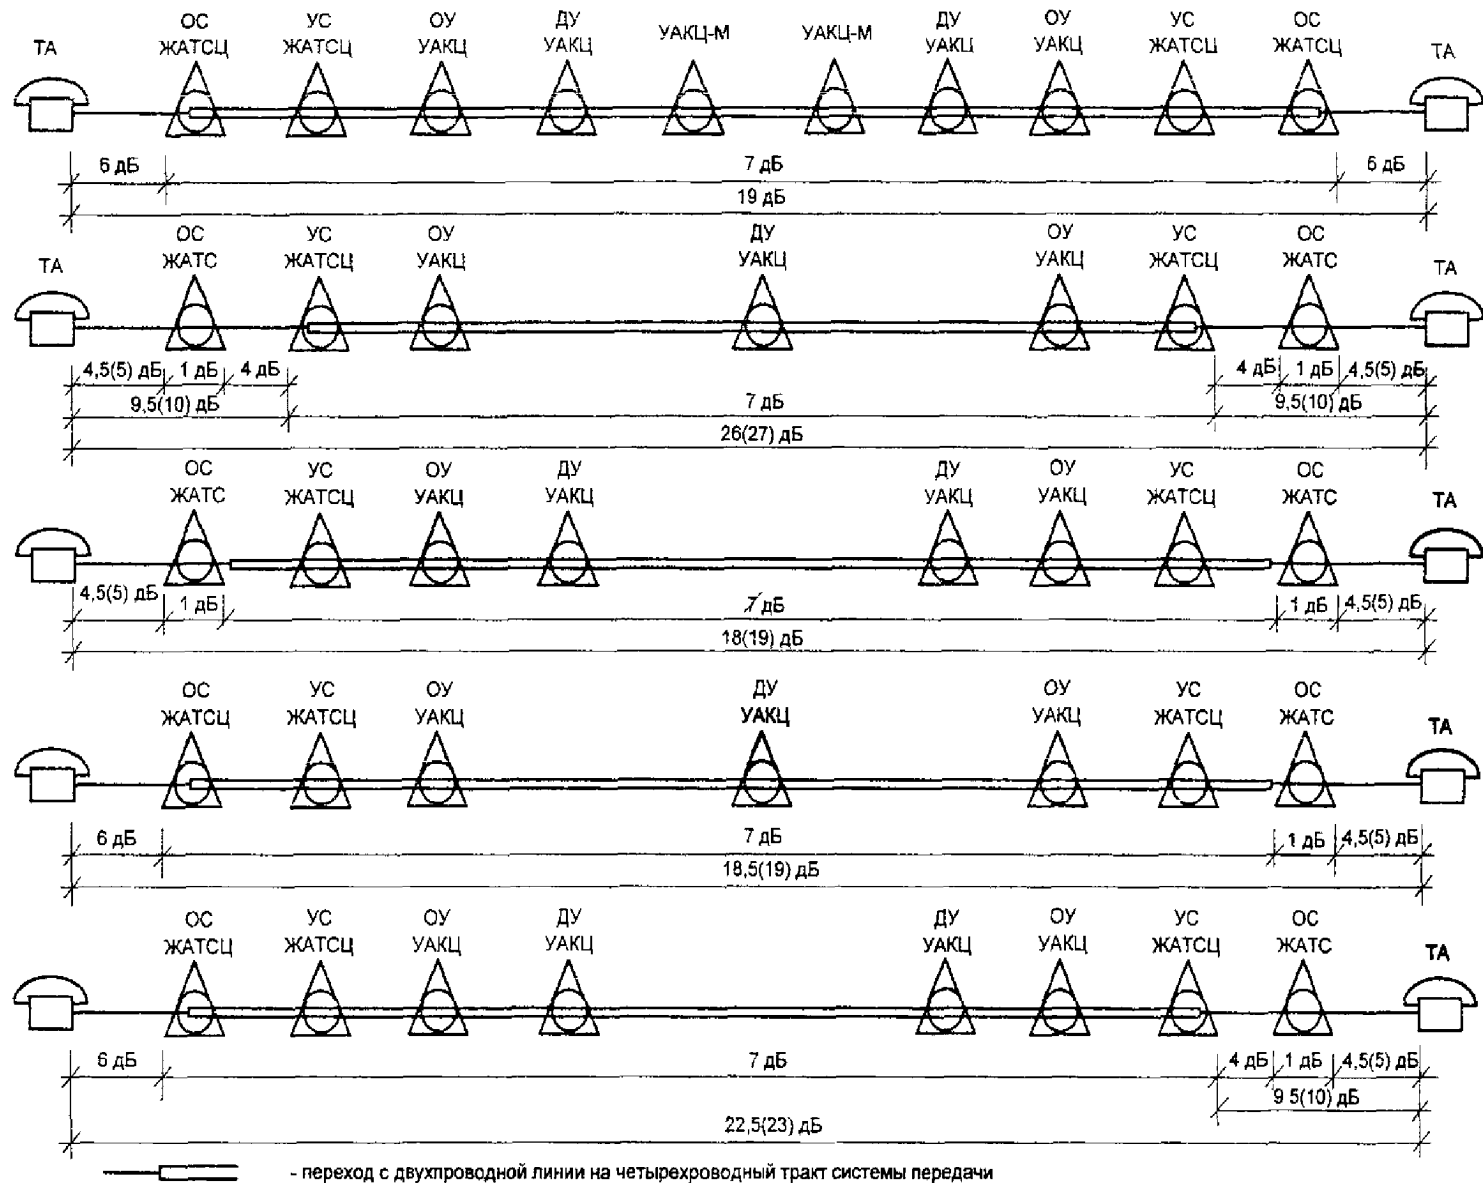 ОС УС ОУ ДУ УАКЦ-М УАКЦ-М ДУ ОУ УС ОС
ТА ЖАТСЦ ЖАТСЦ УАКЦ УАКЦ УАКЦ УАКЦ ЖАТСЦ ЖАТСЦ ТА
6 дБ 7 дБ 6 дБ
19 дБ
ОС УС ОУ ДУ ОУ УС ОС
ТА ЖАТС ЖАТСЦ УАКЦ УАКЦ УАКЦ ЖАТСЦ ЖАТС ТА
4,5(5) дБ 1 дБ 4 дБ 4 дБ 1 дБ 4,5(5) дБ
9,5(10) дБ 7 дБ 9,5(10) дБ
26(27) дБ
ОС УС ОУ ДУ ДУ ОУ УС ОС
ЖАТС ЖАТСЦ УАКЦ УАКЦ УАКЦ УАКЦ ЖАТСЦ ЖАТС ТА
4,5(5) дБ 1 дБ 7 дБ 1 дБ 4,5(5) дБ
18(19) дБ
ОС УС ОУ ДУ ОУ УС ОС
ЖАТСЦ ЖАТСЦ УАКЦ УАКЦ УАКЦ ЖАТСЦ ЖАТС ТА
6 дБ 7 дБ 1 дБ 4,5(5) дБ
18,5(19) дБ
ОС УС ОУ ДУ ДУ ОУ УС ОС
ЖАТСЦ ЖАТСЦ УАКЦ УАКЦ УАКЦ УАКЦ ЖАТСЦ ЖАТС ТА
6 дБ 7 дБ 4 дБ 1 дБ 4,5(5) дБ
9 5(10) дБ
22,5(23) дБ
- переход с двухпроводной линии на четырехроводный тракт системы передачи